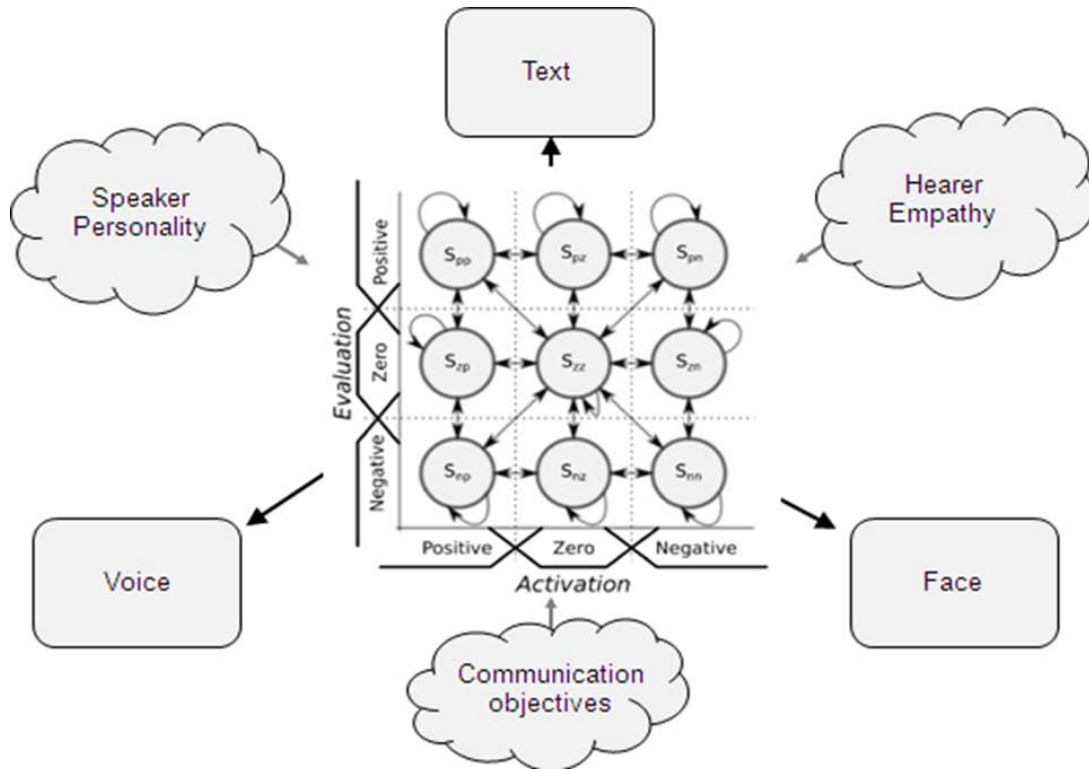 Text
Speaker
Personality
Hearer
Empathy
Evaluation
Positive
Zero
Negative
Spp
Spz
Spn
Szp
Szz
Szn
Snp
Snz
Snn
Positive
Zero
Negative
Activation
Voice
Face
Communication
objectives